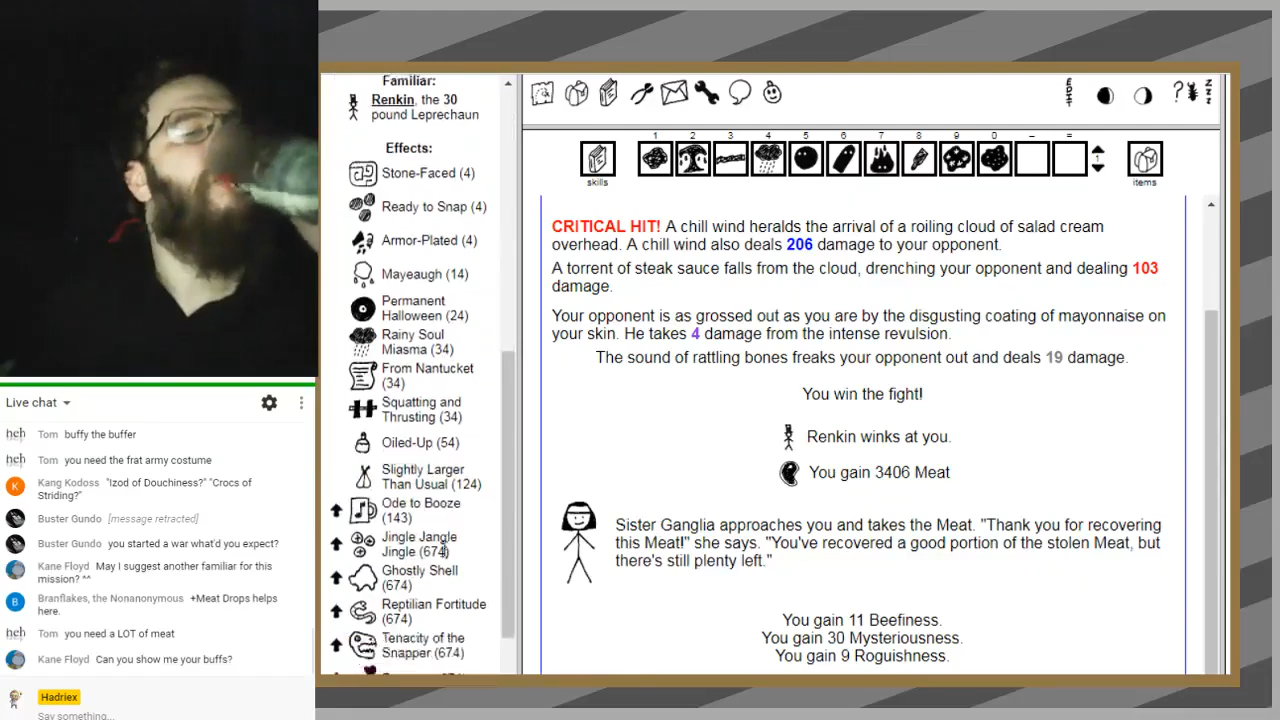 Familiar:
Renkin, the 30
pound Leprechaun
Effects:
Stone-Faced (4)
Ready to Snap (4)
Armor-Plated (4)
Mayeaugh (14)
Permanent
Halloween (24)
Rainy Soul
Miasma (34)
From Nantucket
(34)
Squatting and
Thrusting (34)
Oiled-Up (54)
Slightly Larger
Than Usual (124)
Ode to Booze
(143)
Jingle Jangle
Jingle (674)
Ghostly Shell
(674)
Reptilian Fortitude
(674)
Tenacity of the
Snapper (674)
EDIT
? z z z
1 2 3 4 5 6 7 8 9 0 – =
1
skills
items
CRITICAL HIT! A chill wind heralds the arrival of a roiling cloud of salad cream
overhead. A chill wind also deals 206 damage to your opponent.
A torrent of steak sauce falls from the cloud, drenching your opponent and dealing 103
damage.
Your opponent is as grossed out as you are by the disgusting coating of mayonnaise on
your skin. He takes 4 damage from the intense revulsion.
The sound of rattling bones freaks your opponent out and deals 19 damage.
You win the fight!
Renkin winks at you.
You gain 3406 Meat
Sister Ganglia approaches you and takes the Meat. "Thank you for recovering
this Meat!" she says. "You've recovered a good portion of the stolen Meat, but
there's still plenty left."
You gain 11 Beefiness.
You gain 30 Mysteriousness.
You gain 9 Roguishness.
Live chat
heh Tom buffy the buffer
heh Tom you need the frat army costume
K Kang Kodoss "Izod of Douchiness?" "Crocs of
Striding?"
Buster Gundo [message retracted]
Buster Gundo you started a war what'd you expect?
Kane Floyd May I suggest another familiar for this
mission? ^^
B Branflakes, the Nonanonymous +Meat Drops helps
here.
heh Tom you need a LOT of meat
Kane Floyd Can you show me your buffs?
Hadriex
Say something...